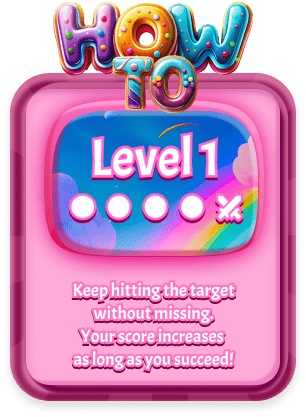 HOW
TO
Level 1
Keep hitting the target
without missing.
Your score increases
as long as you succeed!